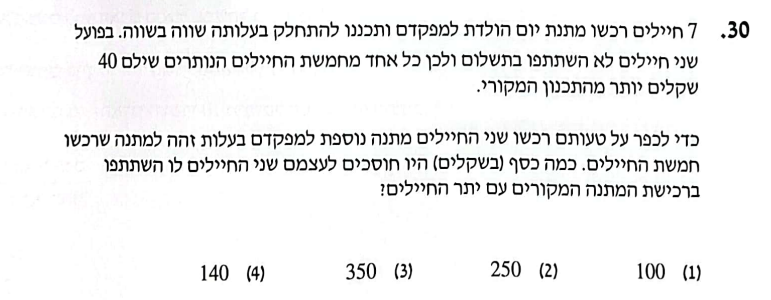 30. 7 חיילים רכשו מתנת יום הולדת למפקדם ותכננו להתחלק בעלותה שווה בשווה. בפועל
שני חיילים לא השתתפו בתשלום ולכן כל אחד מחמשת החיילים הנותרים שילם 40
שקלים יותר מהתכנון המקורי.
כדי לכפר על טעותם רכשו שני החיילים מתנה נוספת למפקדם בעלות זהה למתנה שרכשו
חמשת החיילים. כמה כסף (בשקלים) היו חוסכים לעצמם שני החיילים לו השתתפו
ברכישת המתנה המקורים עם יתר החיילים?
(1) 100 (2) 250 (3) 350 (4) 140